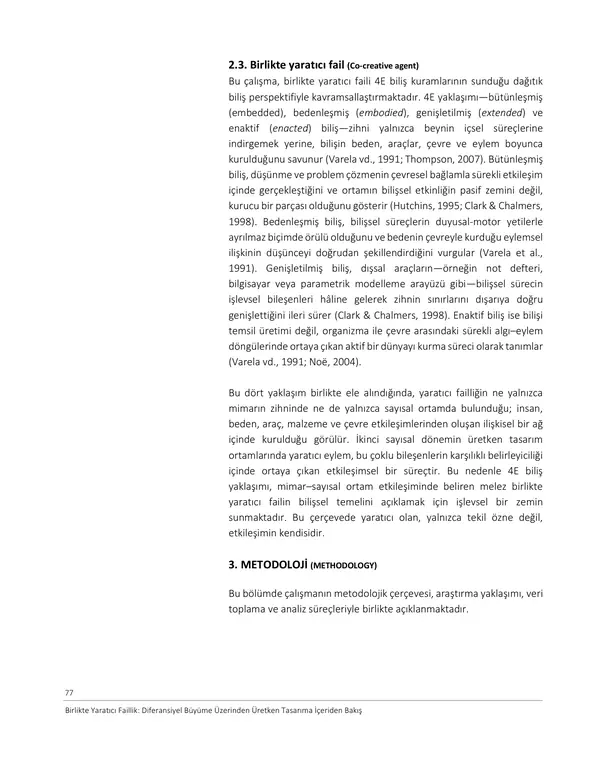 2.3. Birlikte yaratıcı fail (Co-creative agent)
Bu çalışma, birlikte yaratıcı faili 4E biliş kuramlarının sunduğu dağıtık
biliş perspektifiyle kavramsallaştırmaktadır. 4E yaklaşımı—bütünleşmiş
(embedded), bedenleşmiş (embodied), genişletilmiş (extended) ve
enaktif (enacted) biliş—zihni yalnızca beynin içsel süreçlerine
indirgemek yerine, bilişin beden, araçlar, çevre ve eylem boyunca
kurulduğunu savunur (Varela vd., 1991; Thompson, 2007). Bütünleşmiş
biliş, düşünme ve problem çözmenin çevresel bağlamla sürekli etkileşim
içinde gerçekleştiğini ve ortamın bilişsel etkinliğin pasif zemini değil,
kurucu bir parçası olduğunu gösterir (Hutchins, 1995; Clark & Chalmers,
1998). Bedenleşmiş biliş, bilişsel süreçlerin duyusal-motor yetilerle
ayrılmaz biçimde örülü olduğunu ve bedenin çevreyle kurduğu eylemsel
ilişkinin düşünceyi doğrudan şekillendirdiğini vurgular (Varela et al.,
1991). Genişletilmiş biliş, dışsal araçların—örneğin not defteri,
bilgisayar veya parametrik modelleme arayüzü gibi—bilişsel sürecin
işlevsel bileşenleri hâline gelerek zihnin sınırlarını dışarıya doğru
genişlettiğini ileri sürer (Clark & Chalmers, 1998). Enaktif biliş ise bilişi
temsil üretimi değil, organizma ile çevre arasındaki sürekli algı–eylem
döngülerinde ortaya çıkan aktif bir dünyayı kurma süreci olarak tanımlar
(Varela vd., 1991; Noë, 2004).
Bu dört yaklaşım birlikte ele alındığında, yaratıcı failliğin ne yalnızca
mimarın zihninde ne de yalnızca sayısal ortamda bulunduğu; insan,
beden, araç, malzeme ve çevre etkileşimlerinden oluşan ilişkisel bir ağ
içinde kurulduğu görülür. İkinci sayısal dönemin üretken tasarım
ortamlarında yaratıcı eylem, bu çoklu bileşenlerin karşılıklı belirleyiciliği
içinde ortaya çıkan etkileşimsel bir süreçtir. Bu nedenle 4E biliş
yaklaşımı, mimar–sayısal ortam etkileşiminde beliren melez birlikte
yaratıcı failin bilişsel temelini açıklamak için işlevsel bir zemin
sunmaktadır. Bu çerçevede yaratıcı olan, yalnızca tekil özne değil,
etkileşimin kendisidir.
3. METODOLOJİ (METHODOLOGY)
Bu bölümde çalışmanın metodolojik çerçevesi, araştırma yaklaşımı, veri
toplama ve analiz süreçleriyle birlikte açıklanmaktadır.
77
Birlikte Yaratıcı Faillik: Diferansiyel Büyüme Üzerinden Üretken Tasarıma İçeriden Bakış